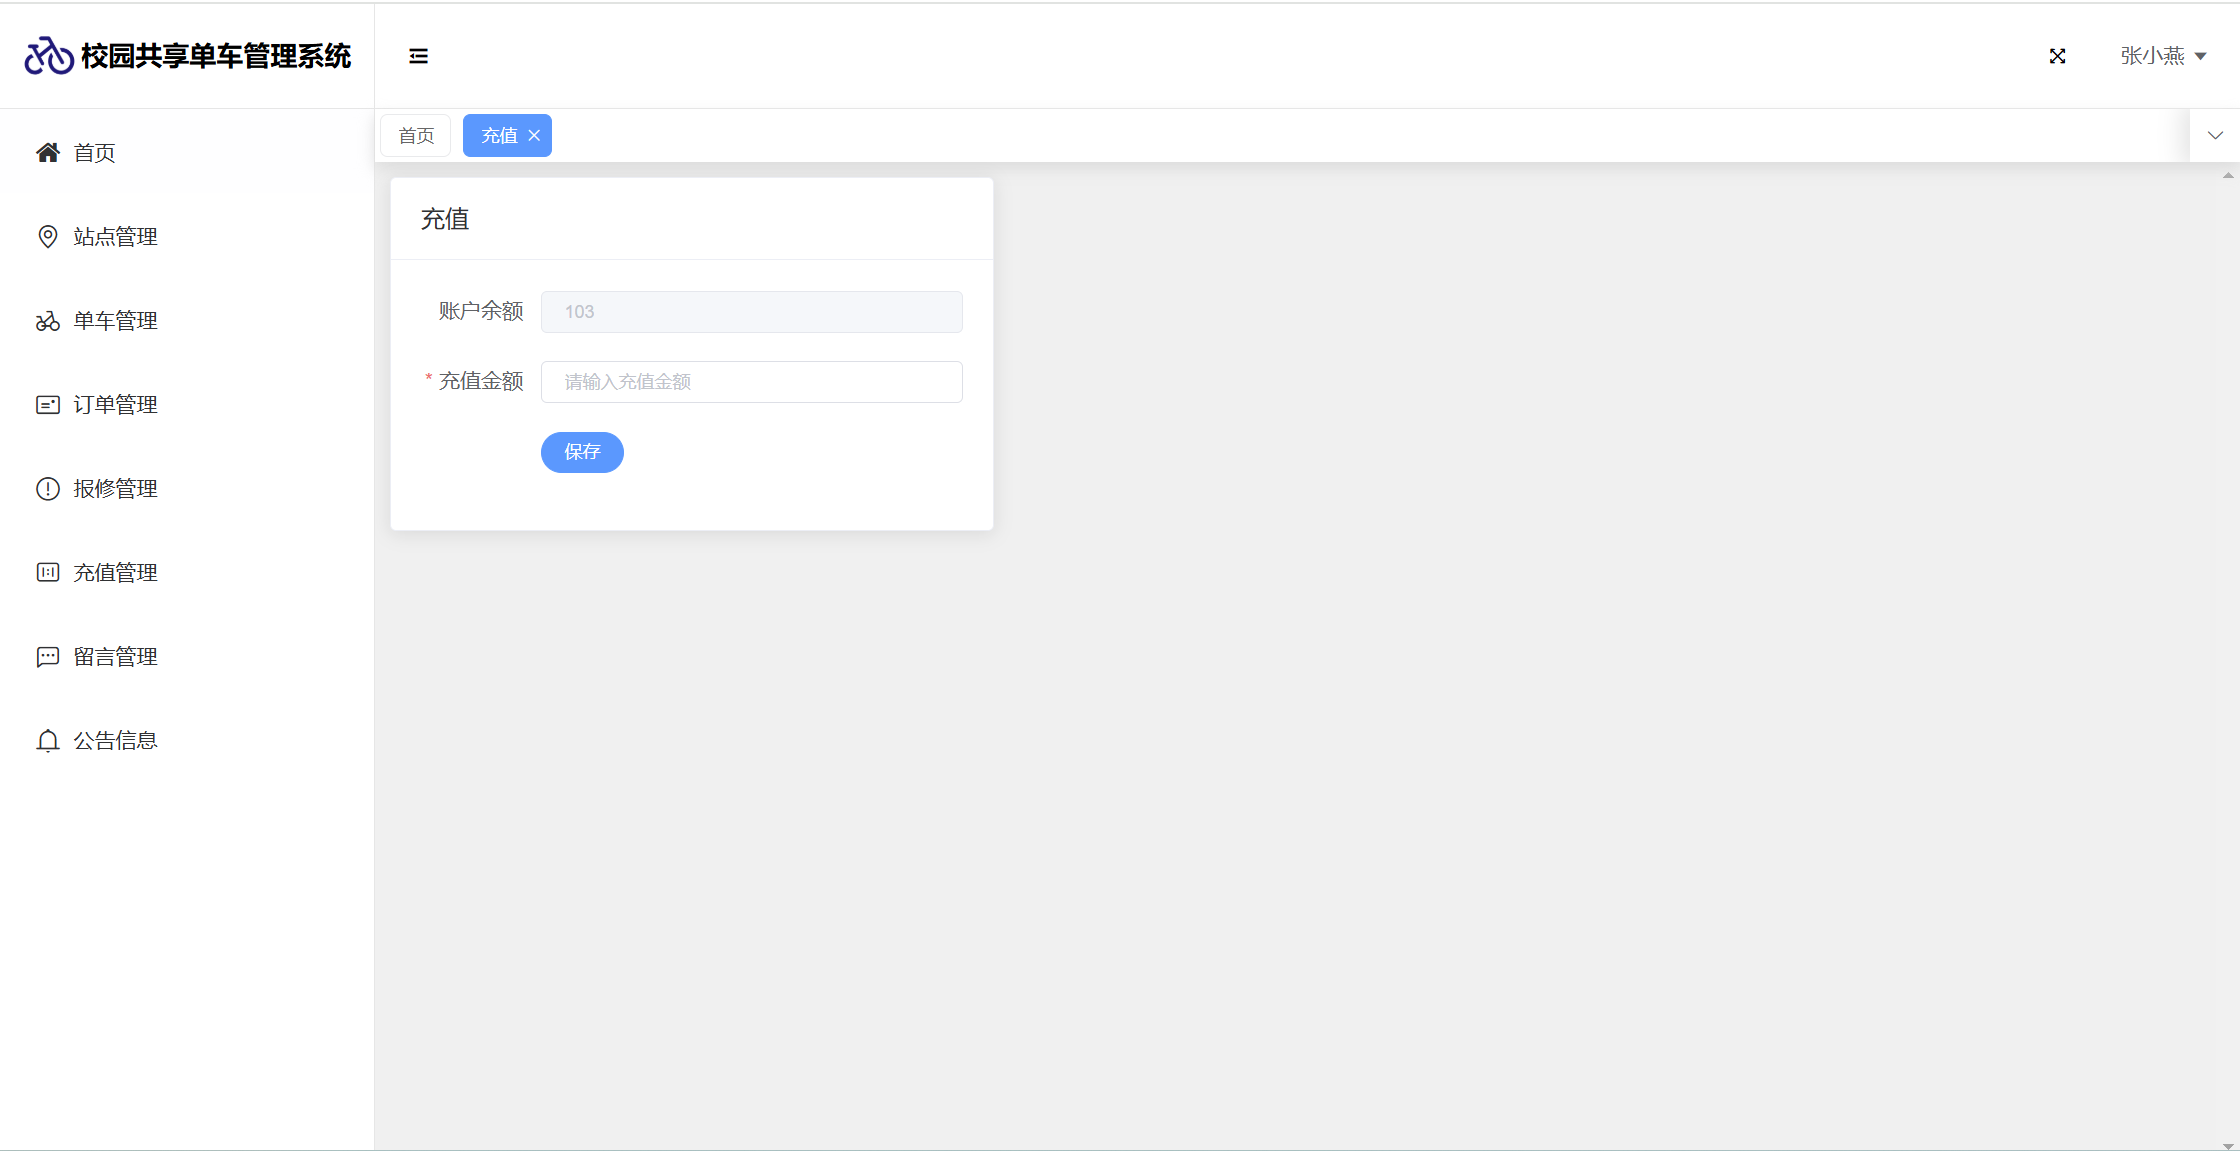 校园共享单车管理系统
张小燕
首页
站点管理
单车管理
订单管理
报修管理
充值管理
留言管理
公告信息
首页 充值
充值
账户余额 103
* 充值金额 请输入充值金额
保存